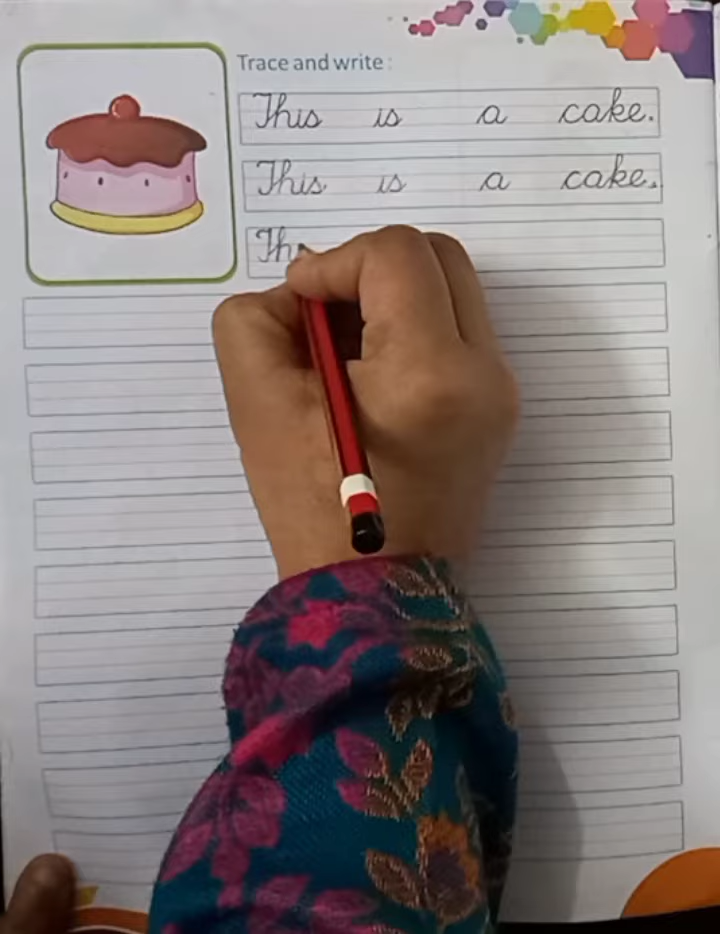 Trace and write :
This is a cake.
This is a cake.
Th